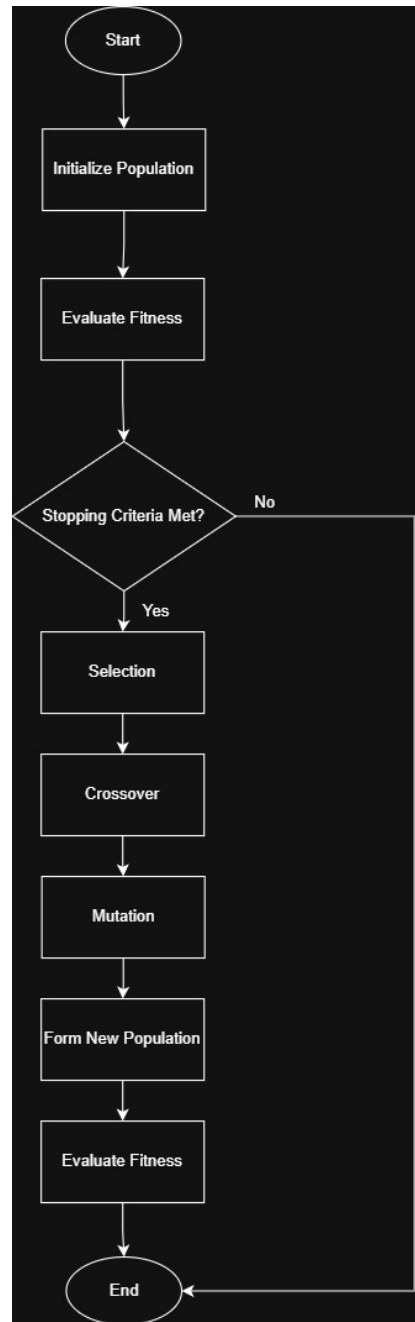 Start
Initialize Population
Evaluate Fitness
Stopping Criteria Met?
No
Yes
Selection
Crossover
Mutation
Form New Population
Evaluate Fitness
End